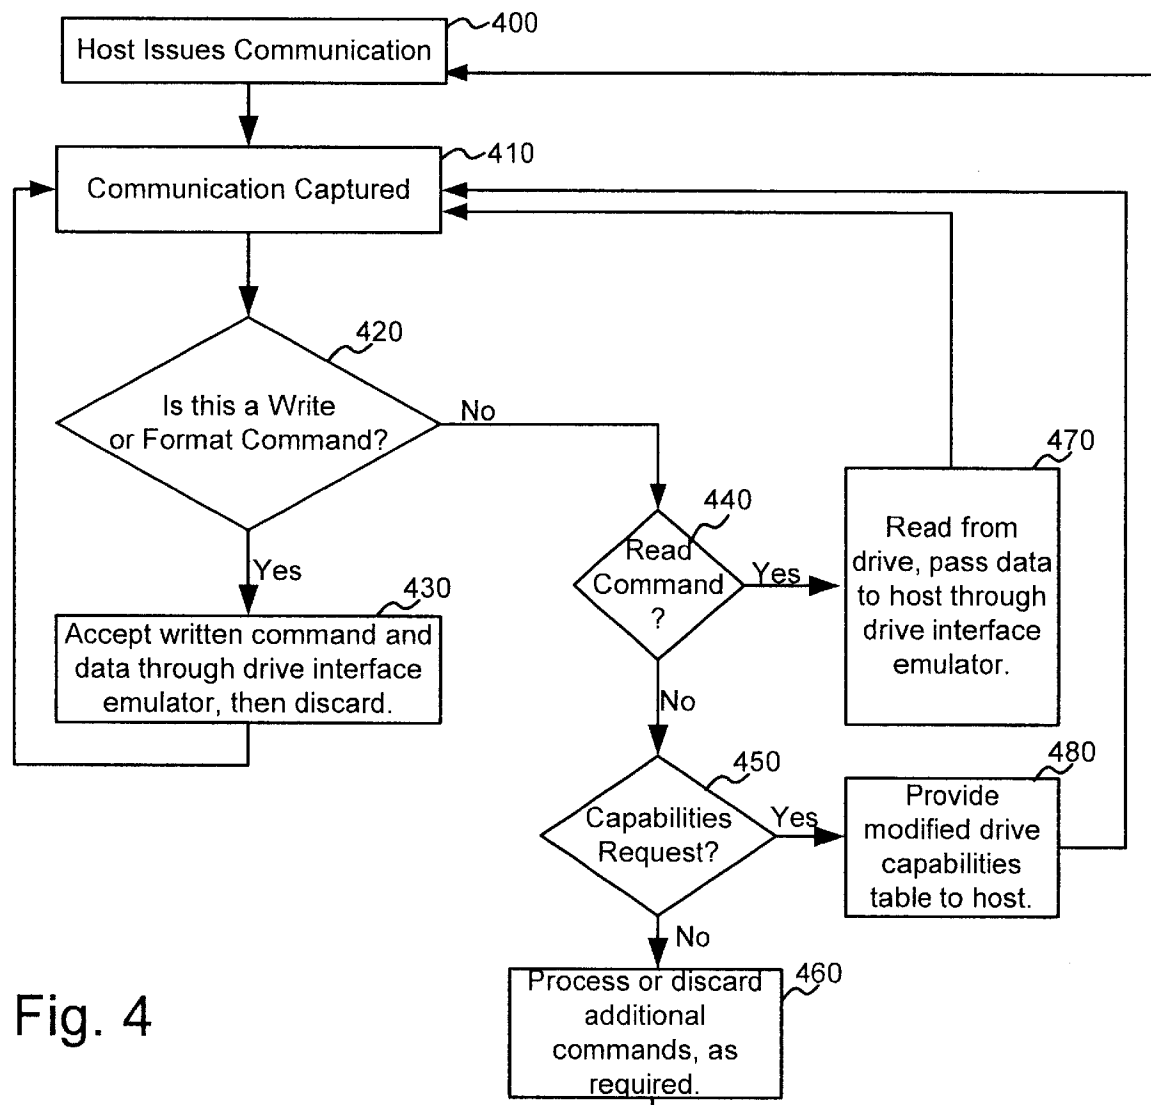 400
Host Issues Communication
410
Communication Captured
420
Is this a Write
or Format Command?
No
Yes
430
Accept written command and
data through drive interface
emulator, then discard.
440
Read
Command
?
Yes
No
470
Read from
drive, pass data
to host through
drive interface
emulator.
450
Capabilities
Request?
Yes
No
480
Provide
modified drive
capabilities
table to host.
460
Process or discard
additional
commands, as
required.
Fig. 4